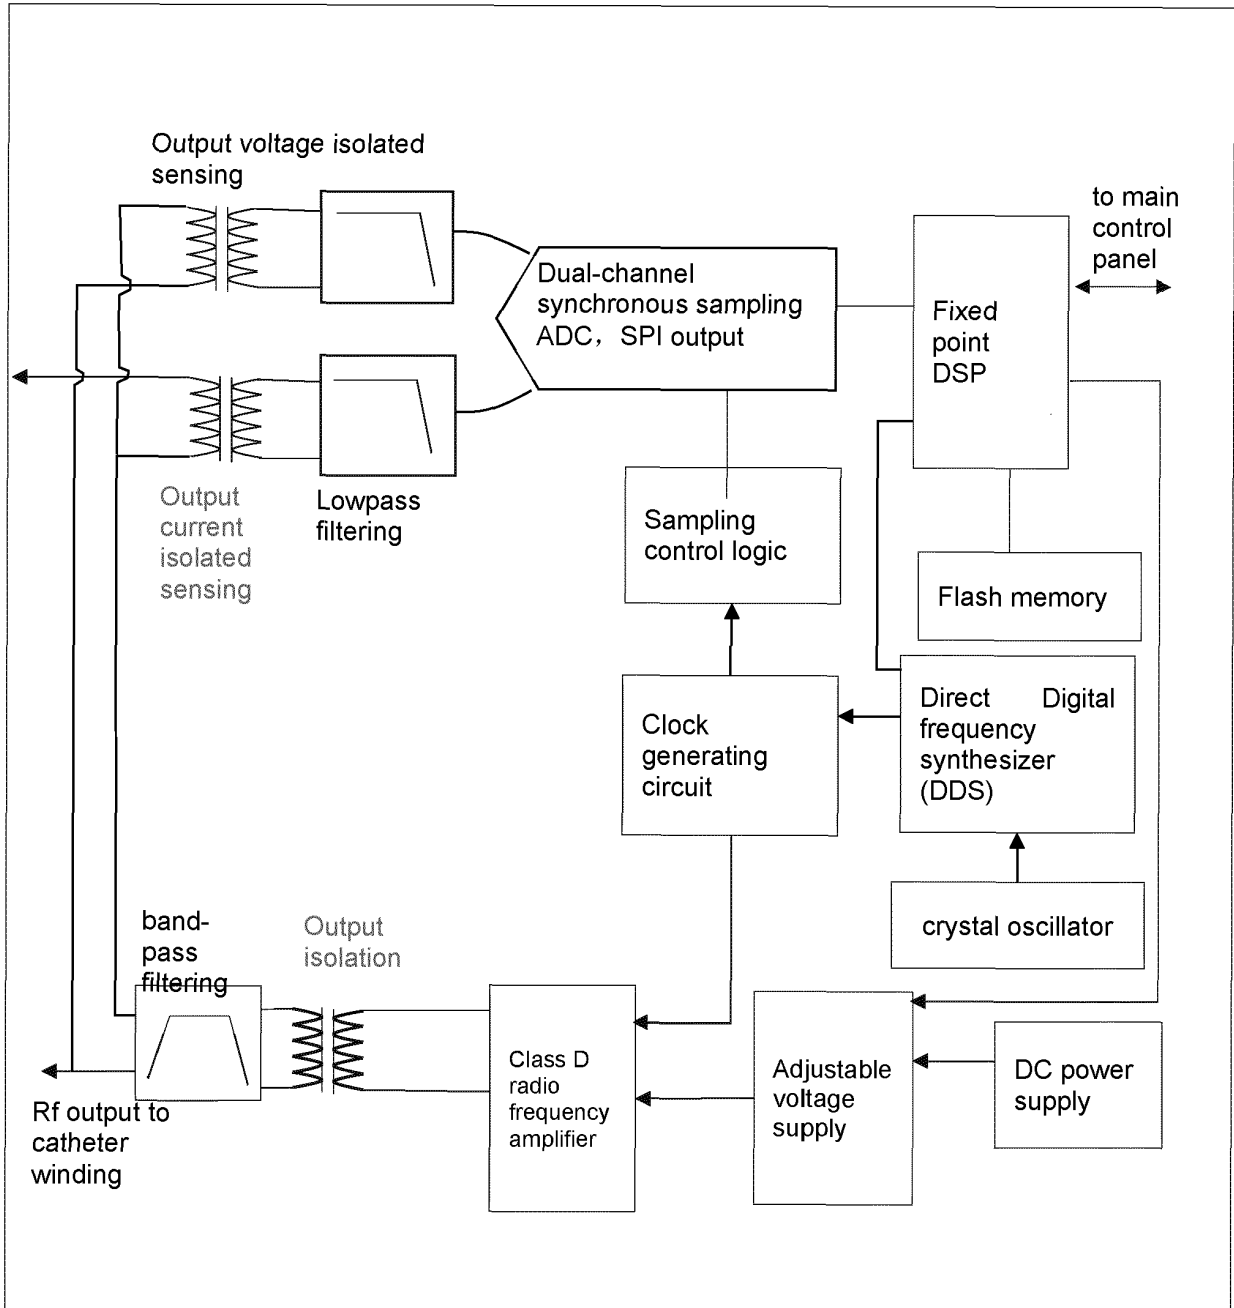 Output voltage isolated
sensing
to main
control
panel
Dual-channel
synchronous sampling
ADC，SPI output
Fixed
point
DSP
Output
current
isolated
sensing
Lowpass
filtering
Sampling
control logic
Flash memory
Clock
generating
circuit
Direct Digital
frequency
synthesizer
(DDS)
crystal oscillator
band-
pass
filtering
Output
isolation
Class D
radio
frequency
amplifier
Adjustable
voltage
supply
DC power
supply
Rf output to
catheter
winding